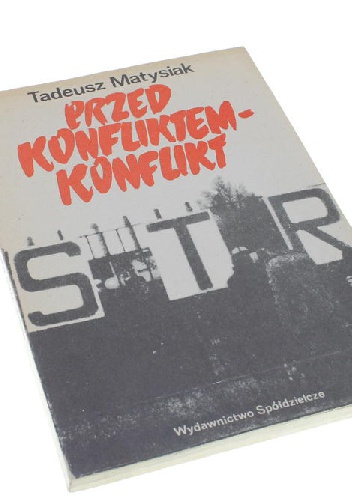 Tadeusz Matysiak
PRZED
KONFLIKTEM-
KONFLIKT
STR
Wydawnictwo Spółdzielcze